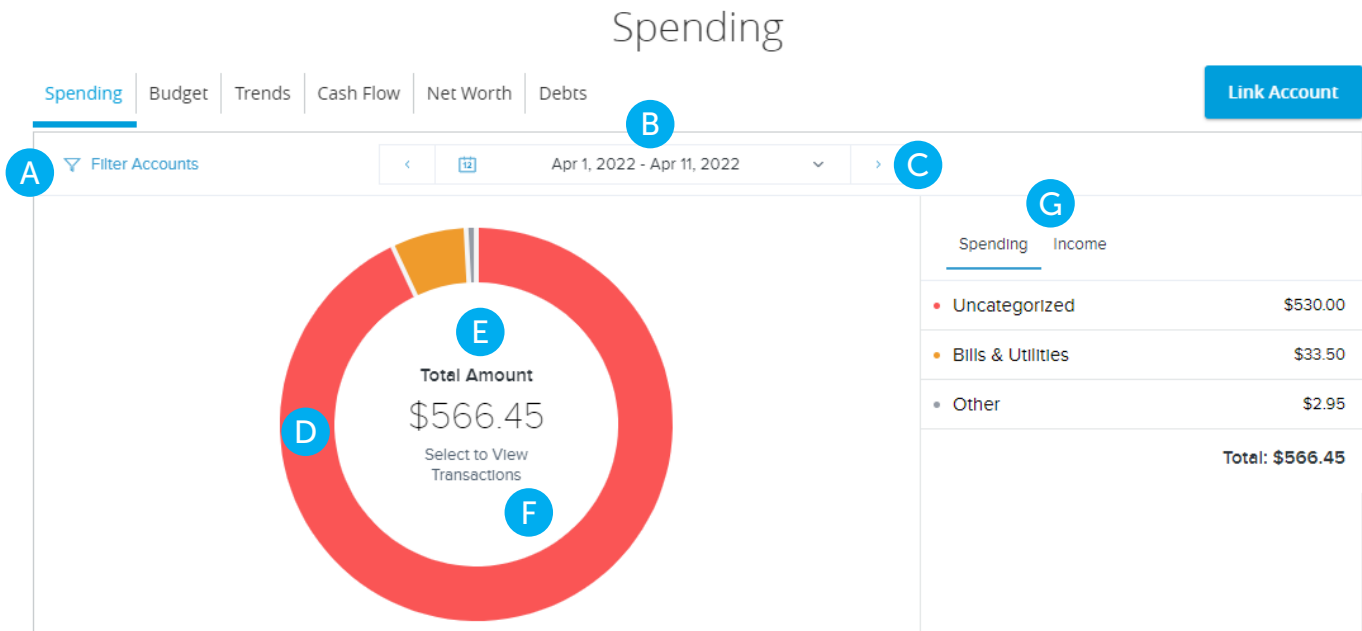 Spending
Spending Budget Trends Cash Flow Net Worth Debts Link Account
B
A Filter Accounts 12 Apr 1, 2022 - Apr 11, 2022 C
G
Spending Income
Uncategorized $530.00
E
Bills & Utilities $33.50
Total Amount
Other $2.95
$566.45
D
Select to View
Transactions
Total: $566.45
F